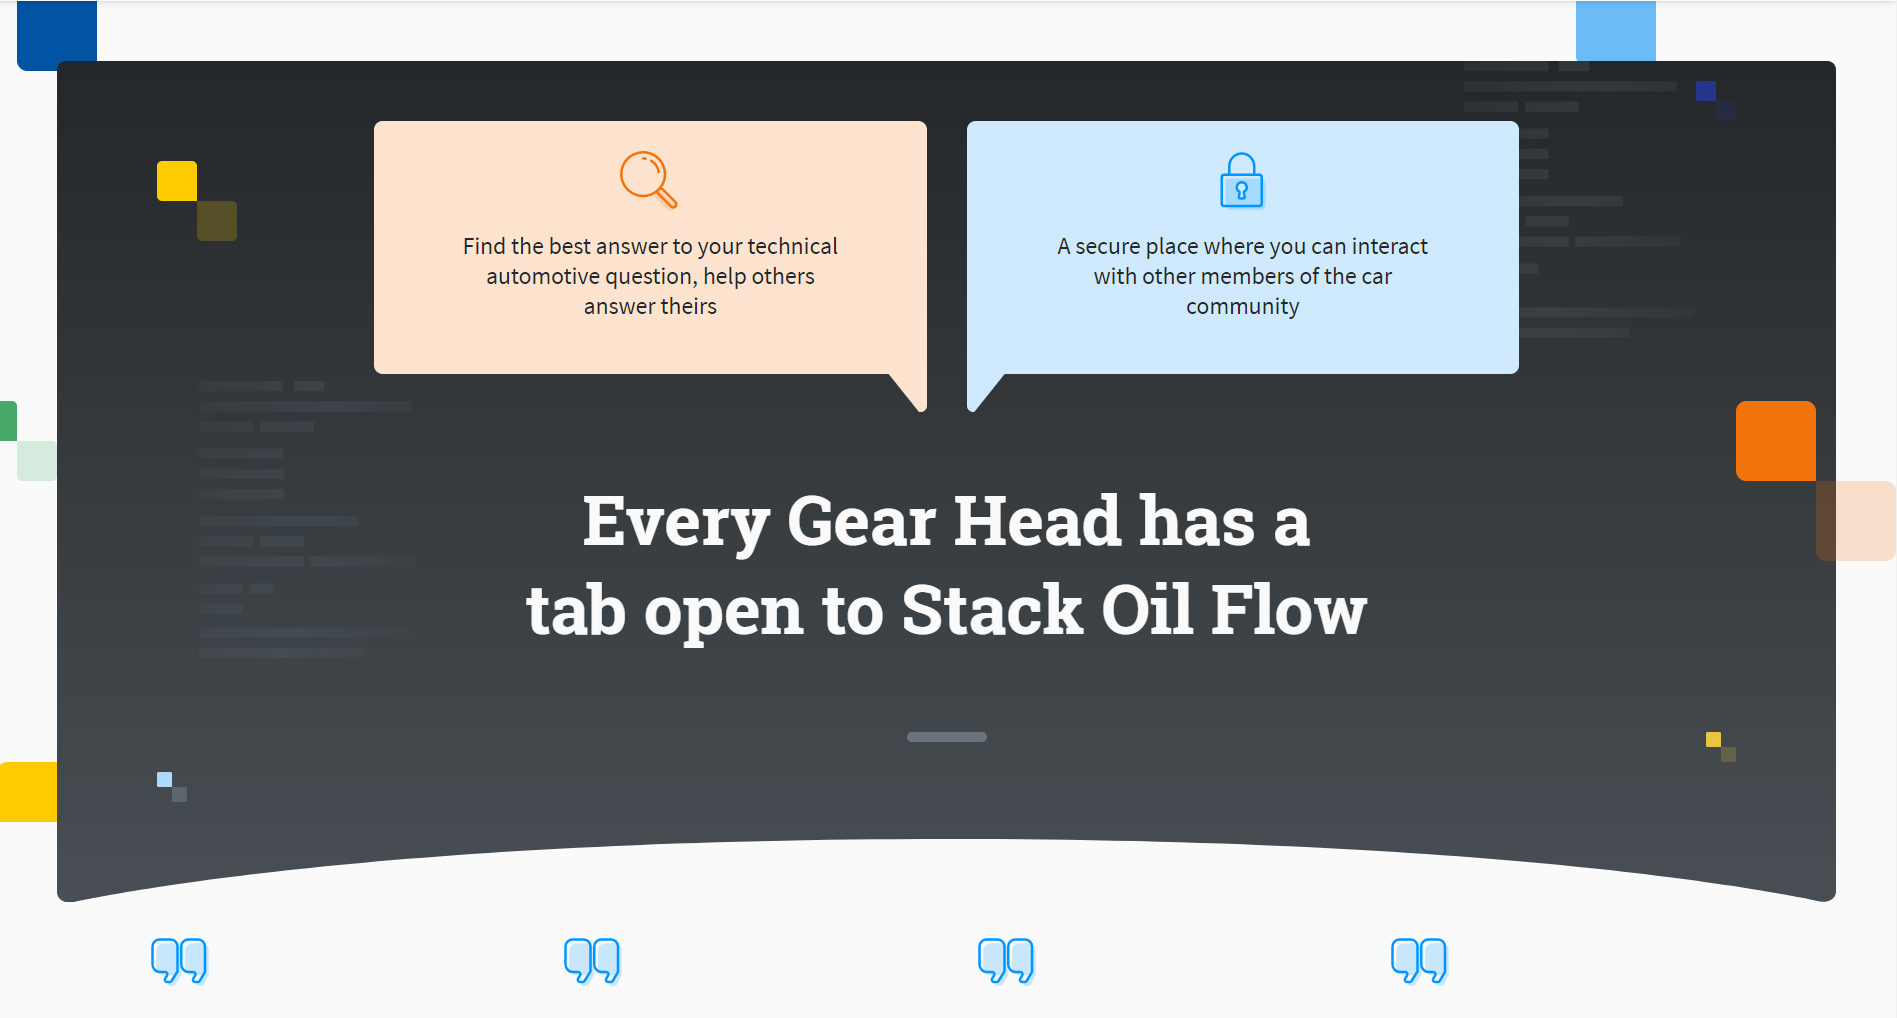 Find the best answer to your technical
automotive question, help others
answer theirs
A secure place where you can interact
with other members of the car
community
Every Gear Head has a
tab open to Stack Oil Flow